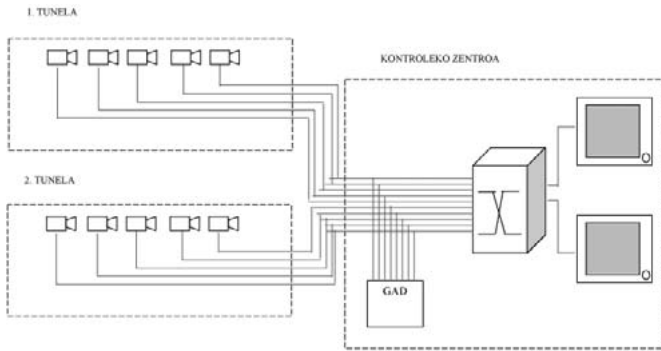 1. TUNELA
KONTROLEKO ZENTROA
2. TUNELA
GAD